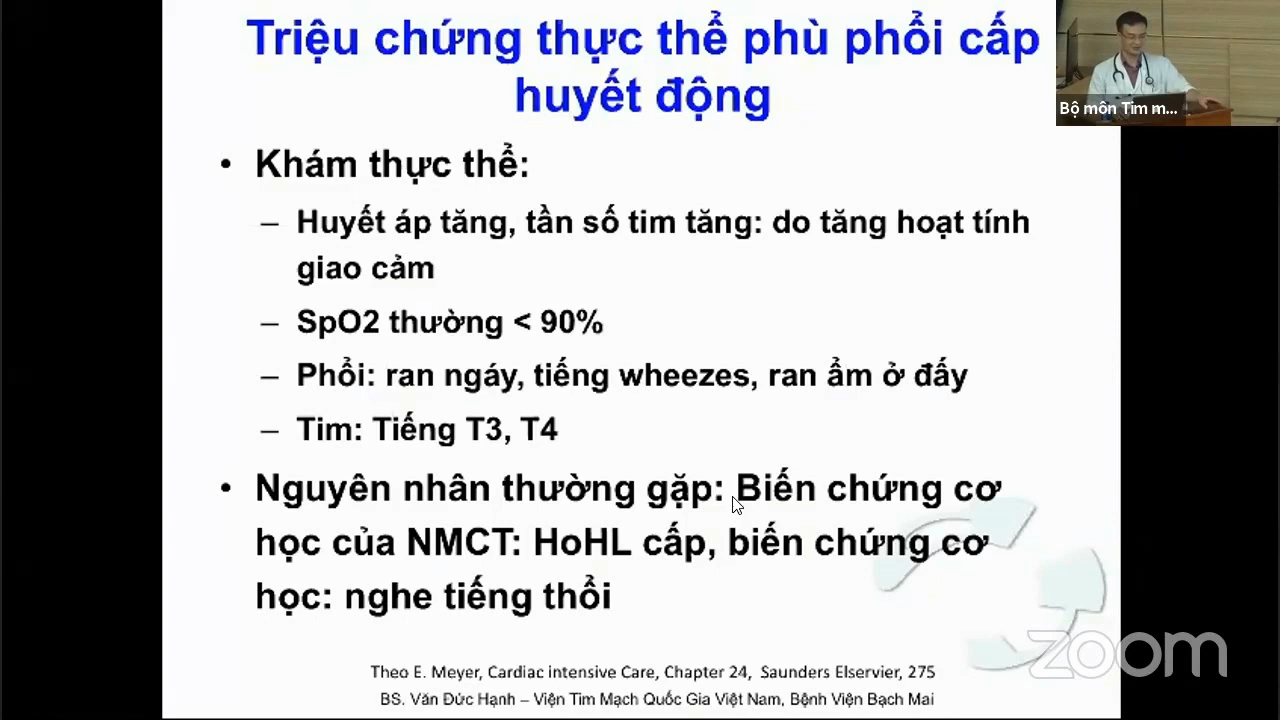 Triệu chứng thực thể phù phổi cấp
huyết động
• Khám thực thể:
– Huyết áp tăng, tần số tim tăng: do tăng hoạt tính
giao cảm
– SpO2 thường < 90%
– Phổi: ran ngáy, tiếng wheezes, ran ẩm ở đấy
– Tim: Tiếng T3, T4
• Nguyên nhân thường gặp: Biến chứng cơ
học của NMCT: HoHL cấp, biến chứng cơ
học: nghe tiếng thổi
Theo E. Meyer, Cardiac intensive Care, Chapter 24, Saunders Elservier, 275
BS. Văn Đức Hạnh – Viện Tim Mạch Quốc Gia Việt Nam, Bệnh Viện Bạch Mai
Bộ môn Tim m...
zoom